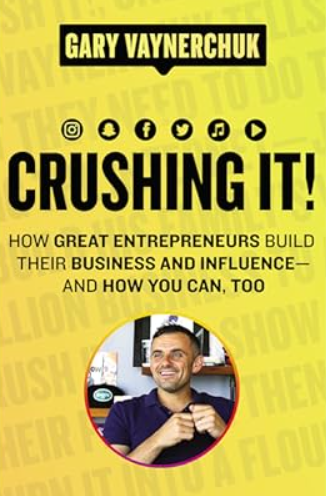 GARY VAYNERCHUK
CRUSHING IT!
HOW GREAT ENTREPRENEURS BUILD
THEIR BUSINESS AND INFLUENCE—
AND HOW YOU CAN, TOO